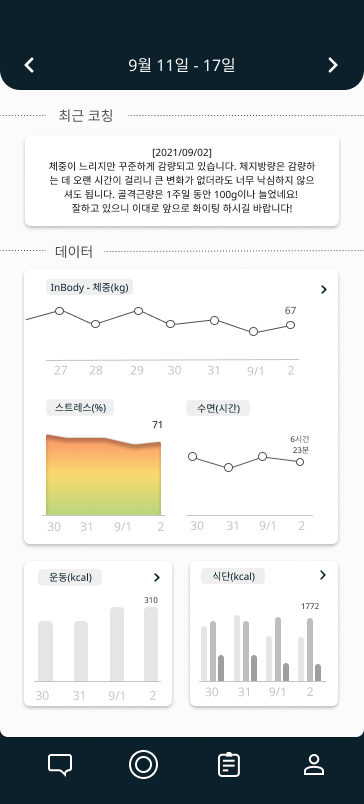 9월 11일 - 17일
최근 코칭
[2021/09/02]
체중이 느리지만 꾸준하게 감량되고 있습니다. 체지방량은 감량하
는 데 오랜 시간이 걸리니 큰 변화가 없더라도 너무 낙심하지 않으
셔도 됩니다. 골격근량은 1주일 동안 100g이나 늘었네요!
잘하고 있으니 이대로 앞으로 화이팅 하시길 바랍니다!
데이터
InBody - 체중(kg)
67
27 28 29 30 31 9/1 2
스트레스(%)
71
30 31 9/1 2
수면(시간)
6시간
23분
30 31 9/1 2
운동(kcal)
310
30 31 9/1 2
식단(kcal)
1772
30 31 9/1 2